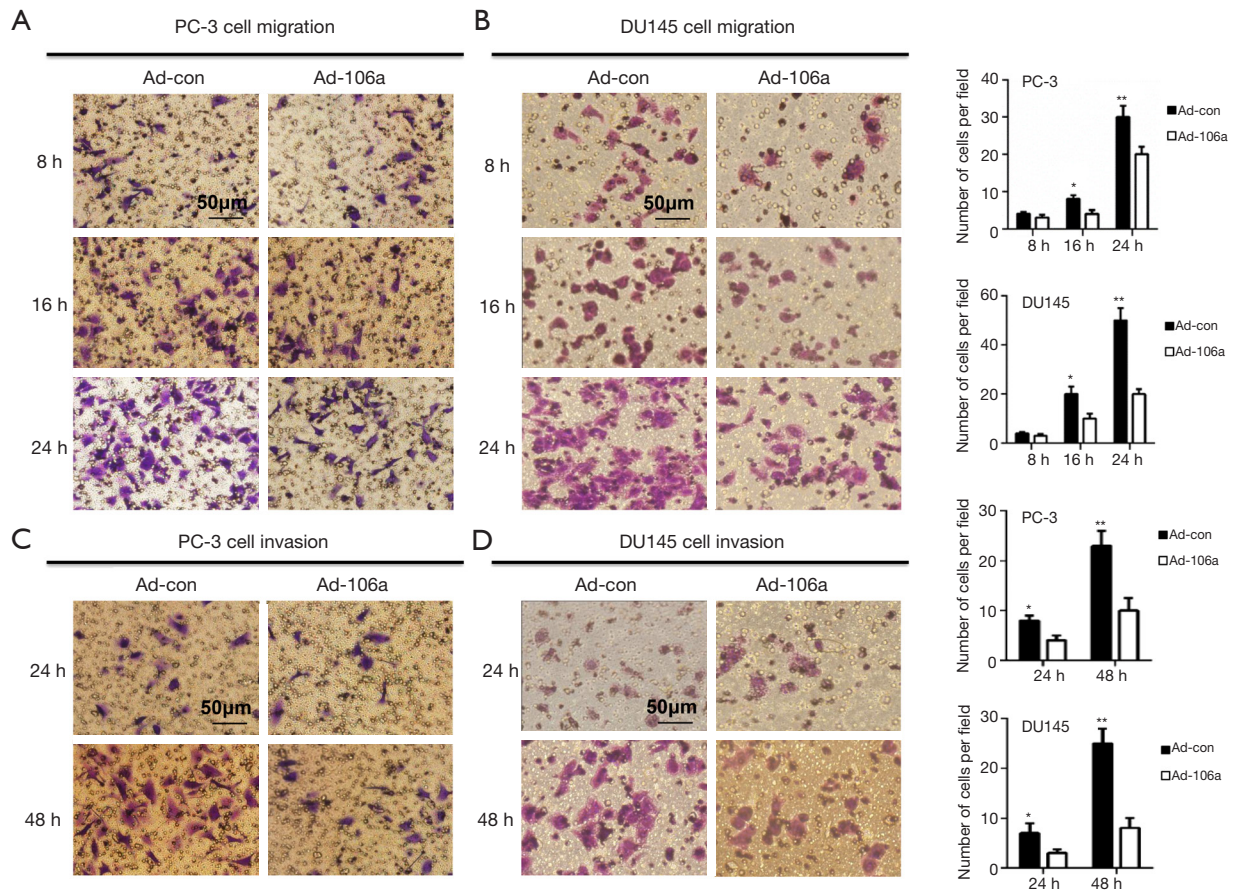 A
PC-3 cell migration
Ad-con
Ad-106a
8 h
50μm
16 h
24 h
B
DU145 cell migration
Ad-con
Ad-106a
8 h
50μm
16 h
24 h
Number of cells per field
40
30
20
10
0
PC-3
*
**
8 h
16 h
24 h
Ad-con
Ad-106a
Number of cells per field
60
40
20
0
DU145
*
**
8 h
16 h
24 h
Ad-con
Ad-106a
C
PC-3 cell invasion
Ad-con
Ad-106a
24 h
50μm
48 h
D
DU145 cell invasion
Ad-con
Ad-106a
24 h
50μm
48 h
Number of cells per field
30
20
10
0
PC-3
*
**
24 h
48 h
Ad-con
Ad-106a
Number of cells per field
30
20
10
0
DU145
*
**
24 h
48 h
Ad-con
Ad-106a